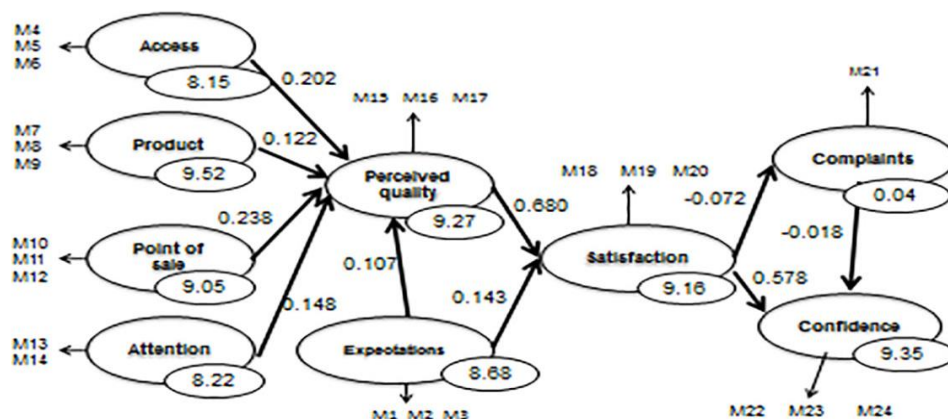 M4
M5
M6
Access
8.15
0.202
M7
M8
M9
Product
9.52
0.122
M10
M11
M12
Point of
sale
9.05
0.238
M13
M14
Attention
8.22
0.148
M15 M16 M17
Perceived
quality
9.27
0.107
Expectations
8.68
M1 M2 M3
0.680
0.143
M18 M19 M20
Satisfaction
9.16
-0.072
0.578
M21
Complaints
0.04
-0.018
Confidence
9.35
M22 M23 M24